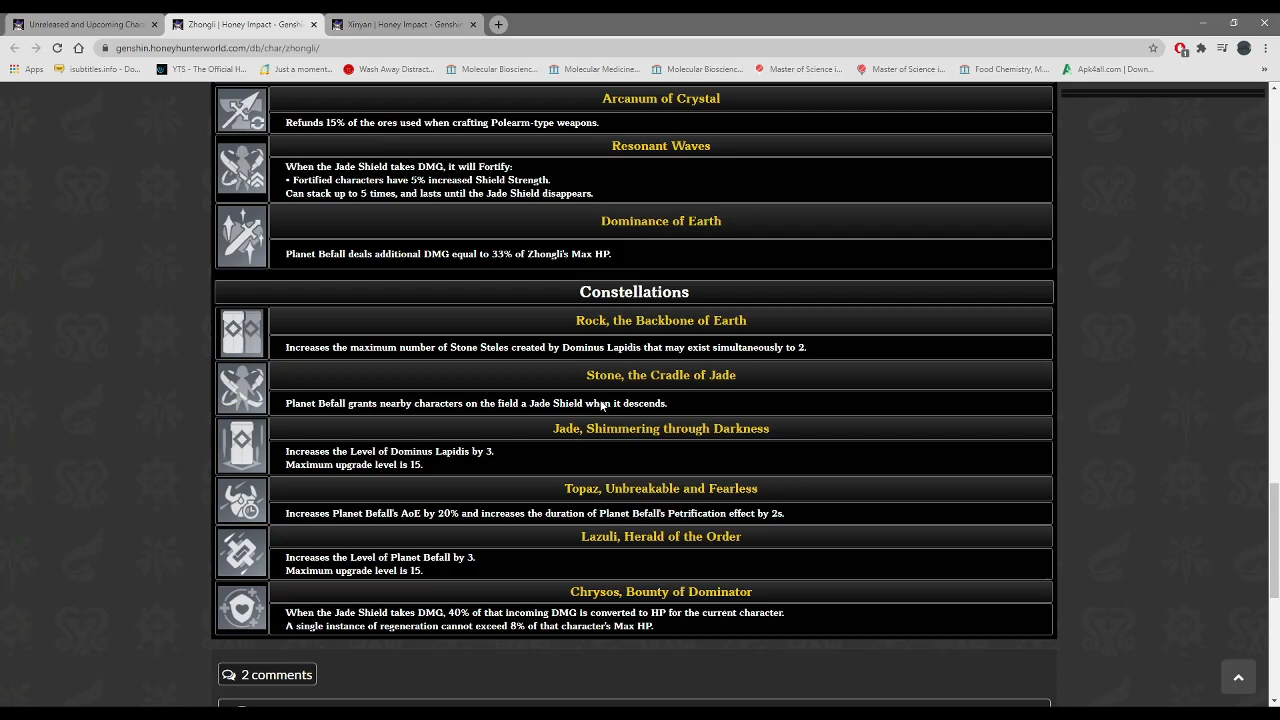 Unreleased and Upcoming Char
Zhongli | Honey Impact - Genshin
Xinyan | Honey Impact - Genshin
genshin.honeyhunterworld.com/db/char/zhongli/
1
Apps
isubtitles.info - Do...
YTS - The Official H...
Just a moment...
Wash Away Distract...
Molecular Bioscienc...
Molecular Medicine...
Molecular Bioscienc...
Master of Science i...
Master of Science i...
Food Chemistry, M...
Apk4all.com | Down...
»
Arcanum of Crystal
Refunds 15% of the ores used when crafting Polearm-type weapons.
Resonant Waves
When the Jade Shield takes DMG, it will Fortify:
• Fortified characters have 5% increased Shield Strength.
Can stack up to 5 times, and lasts until the Jade Shield disappears.
Dominance of Earth
Planet Befall deals additional DMG equal to 33% of Zhongli's Max HP.
Constellations
Rock, the Backbone of Earth
Increases the maximum number of Stone Steles created by Dominus Lapidis that may exist simultaneously to 2.
Stone, the Cradle of Jade
Planet Befall grants nearby characters on the field a Jade Shield when it descends.
Jade, Shimmering through Darkness
Increases the Level of Dominus Lapidis by 3.
Maximum upgrade level is 15.
Topaz, Unbreakable and Fearless
Increases Planet Befall's AoE by 20% and increases the duration of Planet Befall's Petrification effect by 2s.
Lazuli, Herald of the Order
Increases the Level of Planet Befall by 3.
Maximum upgrade level is 15.
Chrysos, Bounty of Dominator
When the Jade Shield takes DMG, 40% of that incoming DMG is converted to HP for the current character.
A single instance of regeneration cannot exceed 8% of that character's Max HP.
2 comments